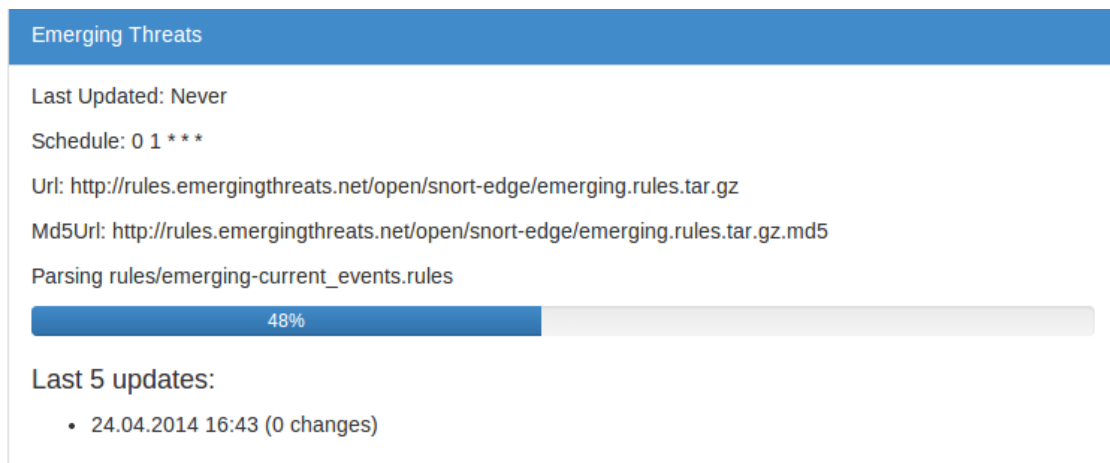 Emerging Threats
Last Updated: Never
Schedule: 0 1 * * *
Url: http://rules.emergingthreats.net/open/snort-edge/emerging.rules.tar.gz
Md5Url: http://rules.emergingthreats.net/open/snort-edge/emerging.rules.tar.gz.md5
Parsing rules/emerging-current_events.rules
48%
Last 5 updates:
• 24.04.2014 16:43 (0 changes)